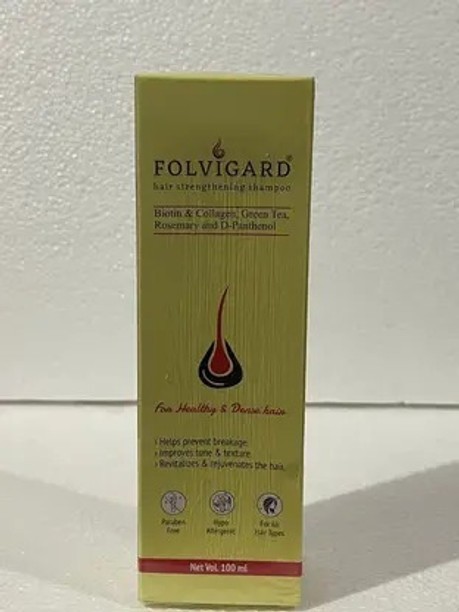 FOLVIGARD®
hair strengthening shampoo
Biotin & Collagen, Green Tea,
Rosemary and D-Panthenol
For Healthy & Dense hair
› Helps prevent breakage
› Improves tone & texture
› Revitalizes & rejuvenates the hair.
Paraben
Free
Hypo
Allergenic
For All
Hair Types
Net Vol. 100 ml